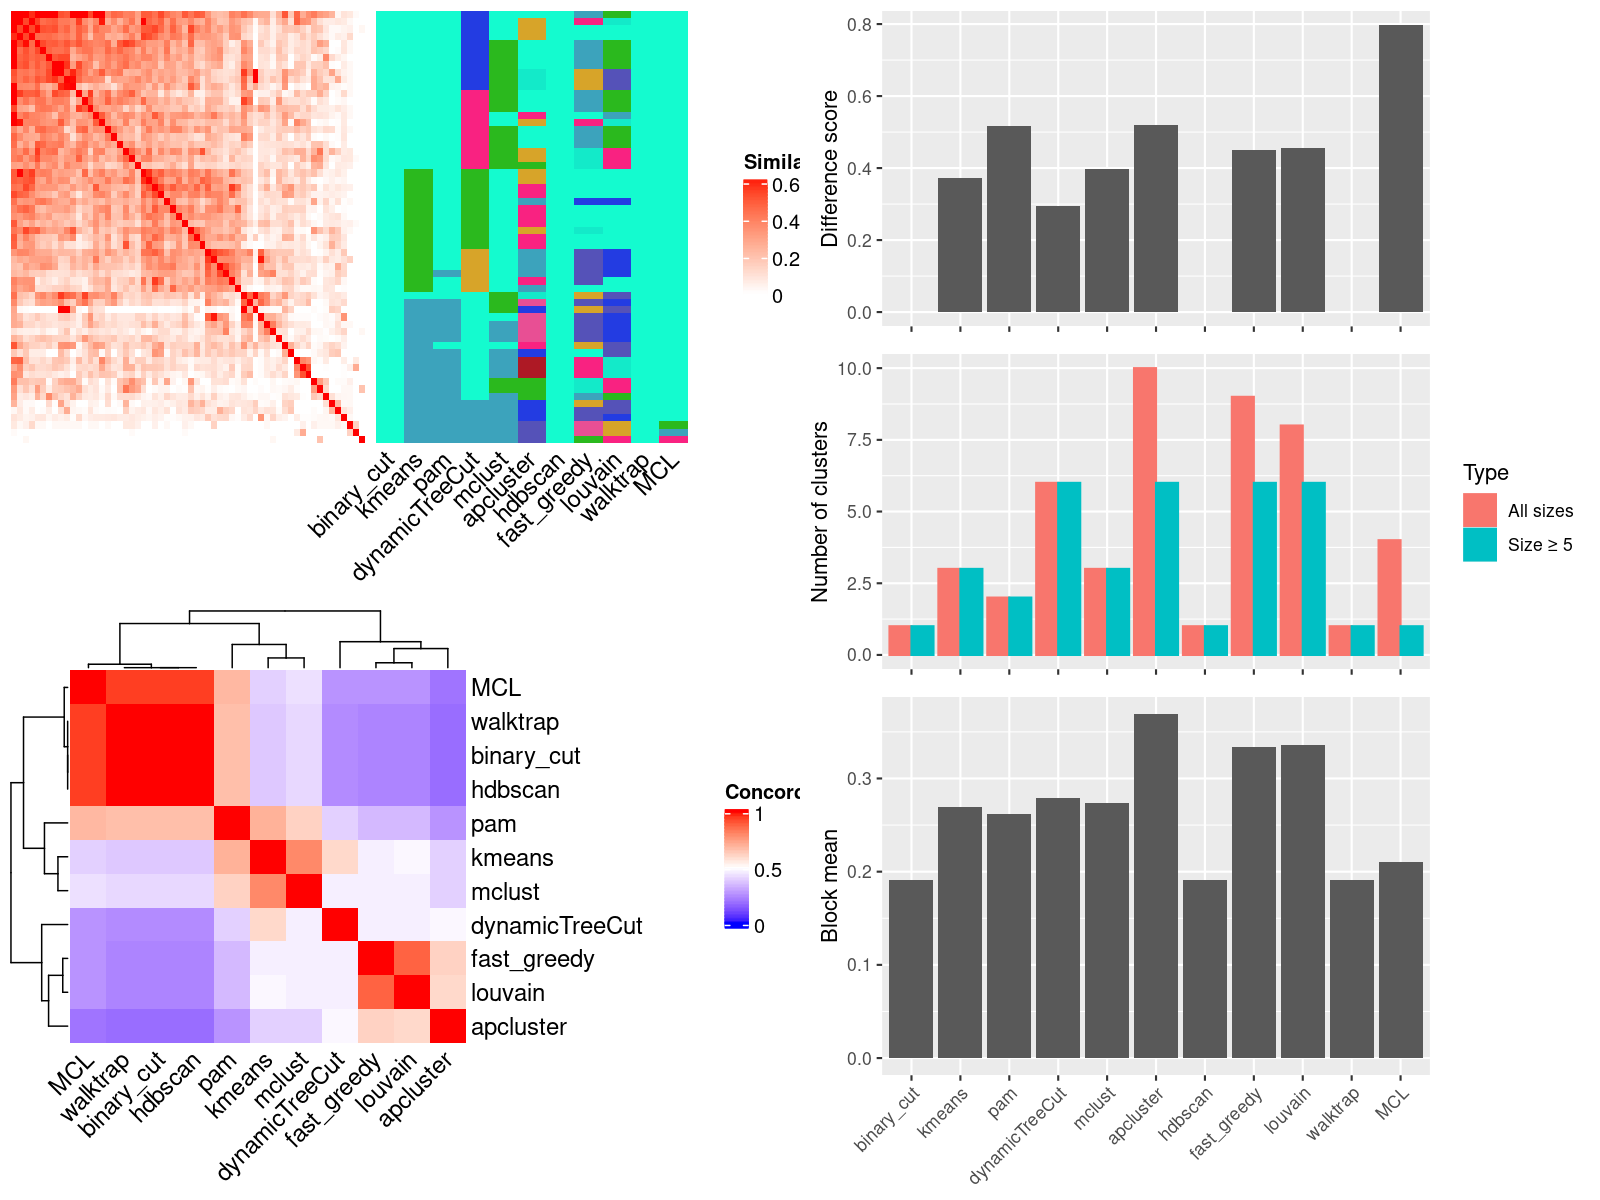 Simila
0.6
0.4
0.2
0
binary_cut
kmeans
pam
dynamicTreeCut
mclust
apcluster
hdbscan
fast_greedy
louvain
walktrap
MCL
MCL
walktrap
binary_cut
hdbscan
pam
kmeans
mclust
dynamicTreeCut
fast_greedy
louvain
apcluster
MCL
walktrap
binary_cut
hdbscan
pam
kmeans
mclust
dynamicTreeCut
fast_greedy
louvain
apcluster
Concord
1
0.5
0
Difference score
0.8
0.6
0.4
0.2
0.0
Number of clusters
10.0
7.5
5.0
2.5
0.0
Type
All sizes
Size ≥ 5
Block mean
0.3
0.2
0.1
0.0
binary_cut
kmeans
pam
dynamicTreeCut
mclust
apcluster
hdbscan
fast_greedy
louvain
walktrap
MCL